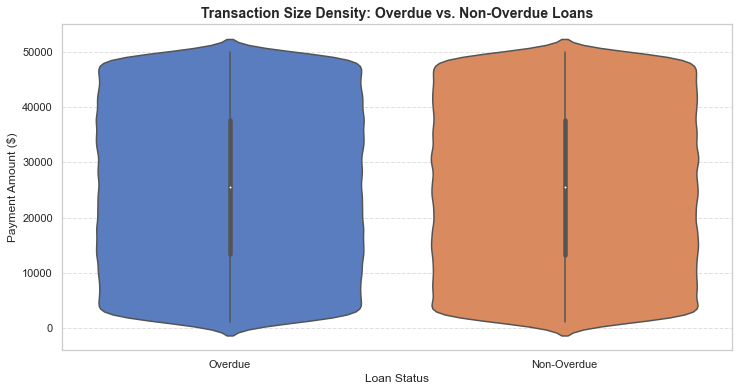 Transaction Size Density: Overdue vs. Non-Overdue Loans
Payment Amount ($)
50000
40000
30000
20000
10000
0
Overdue
Non-Overdue
Loan Status